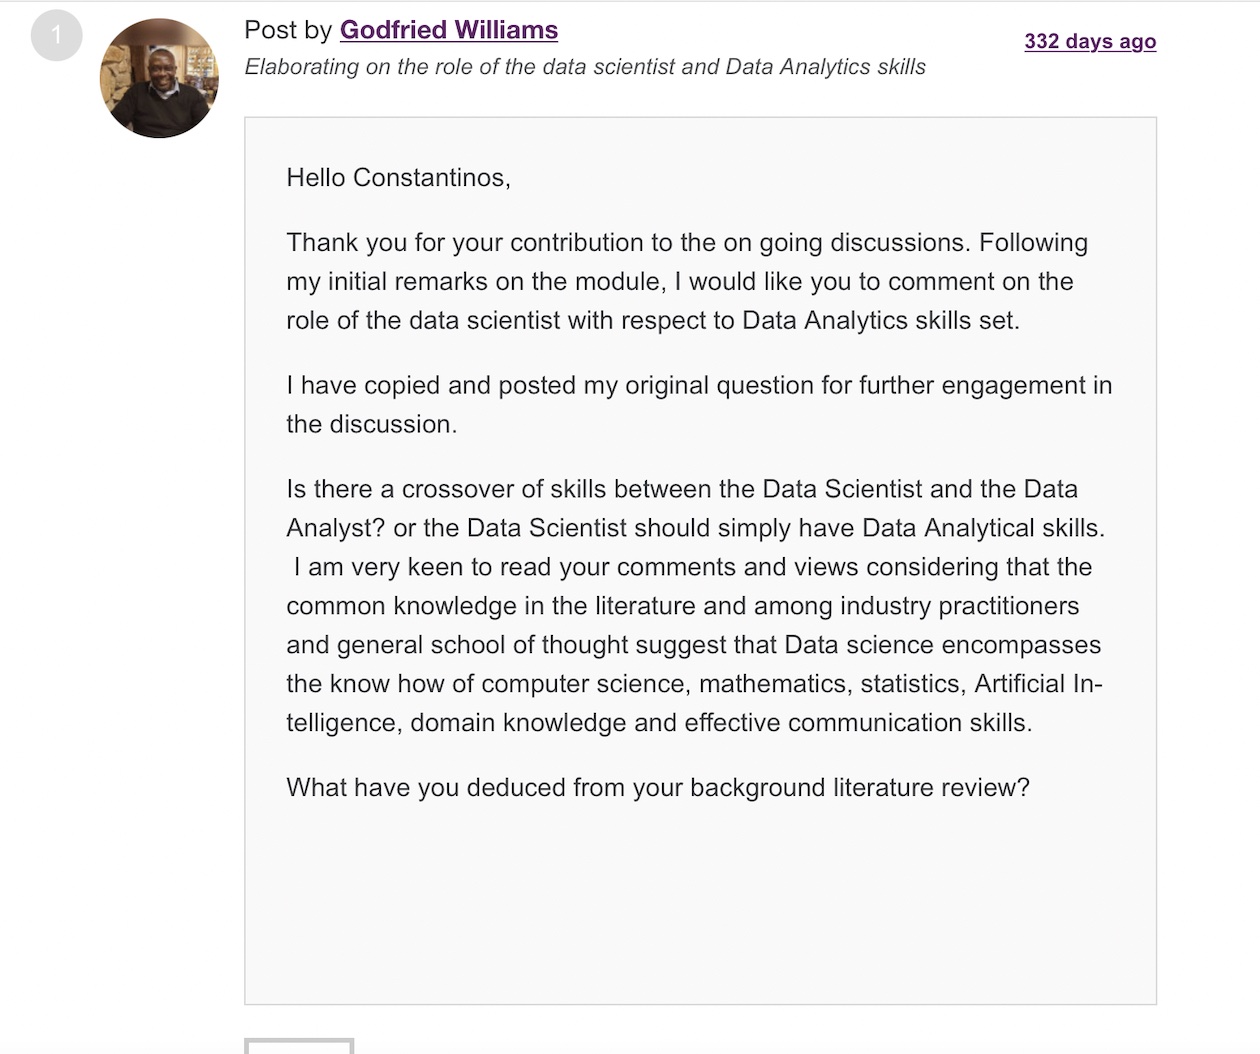 1
Post by Godfried Williams
332 days ago
Elaborating on the role of the data scientist and Data Analytics skills
Hello Constantinos,
Thank you for your contribution to the on going discussions. Following
my initial remarks on the module, I would like you to comment on the
role of the data scientist with respect to Data Analytics skills set.
I have copied and posted my original question for further engagement in
the discussion.
Is there a crossover of skills between the Data Scientist and the Data
Analyst? or the Data Scientist should simply have Data Analytical skills.
I am very keen to read your comments and views considering that the
common knowledge in the literature and among industry practitioners
and general school of thought suggest that Data science encompasses
the know how of computer science, mathematics, statistics, Artificial In-
telligence, domain knowledge and effective communication skills.
What have you deduced from your background literature review?